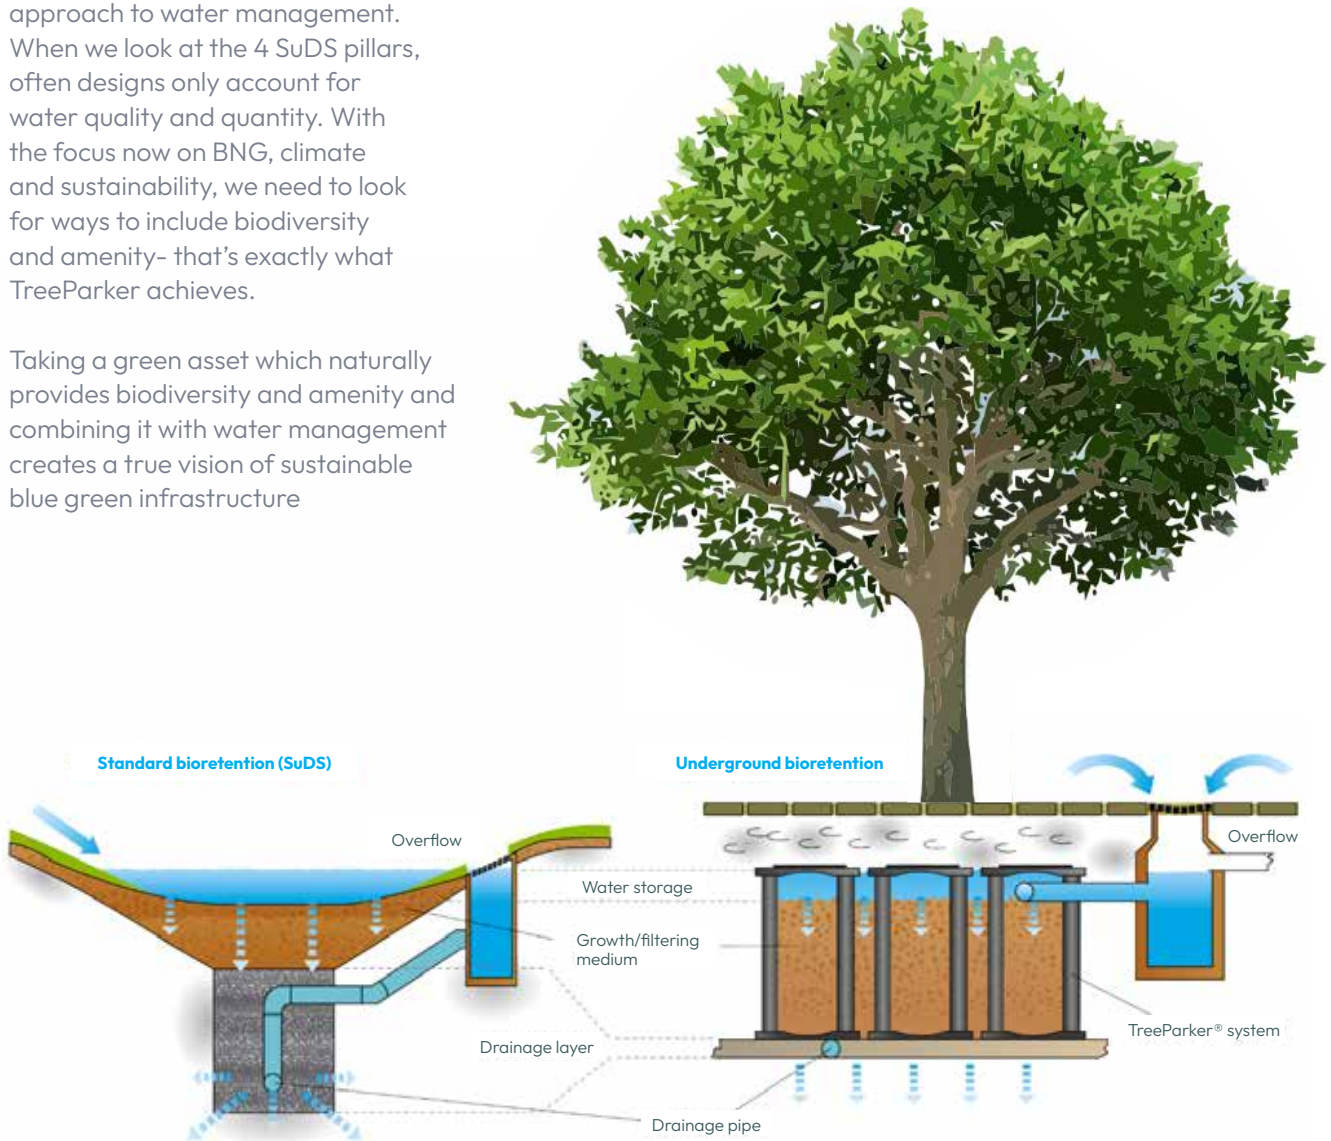 approach to water management.
When we look at the 4 SuDS pillars,
often designs only account for
water quality and quantity. With
the focus now on BNG, climate
and sustainability, we need to look
for ways to include biodiversity
and amenity- that's exactly what
TreeParker achieves.
Taking a green asset which naturally
provides biodiversity and amenity and
combining it with water management
creates a true vision of sustainable
blue green infrastructure
Standard bioretention (SuDS)
Underground bioretention
Overflow
Overflow
Water storage
Growth/filtering
medium
TreeParker® system
Drainage layer
Drainage pipe